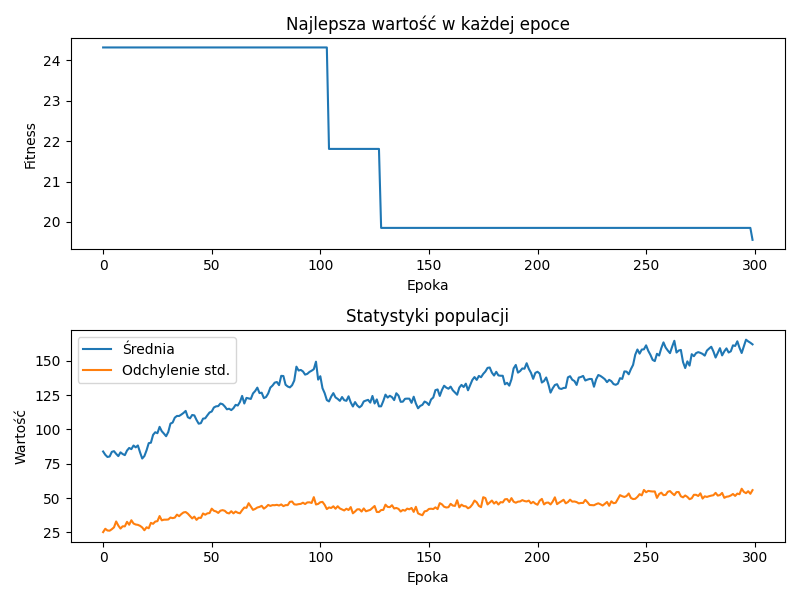 Najlepsza wartość w każdej epoce
24
23
22
21
20
Fitness
0 50 100 150 200 250 300
Epoka
Statystyki populacji
Średnia
Odchylenie std.
150
125
100
75
50
25
Wartość
0 50 100 150 200 250 300
Epoka